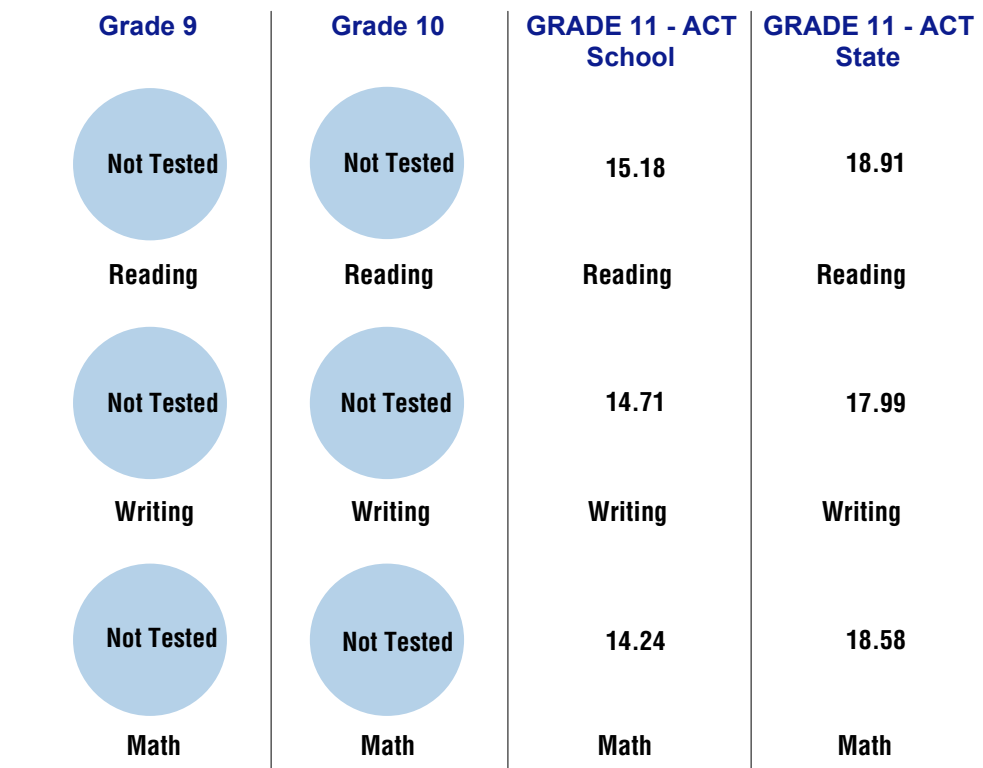 Grade 9
Grade 10
GRADE 11 - ACT
School
GRADE 11 - ACT
State
Not Tested
Not Tested
15.18
18.91
Reading
Reading
Reading
Reading
Not Tested
Not Tested
14.71
17.99
Writing
Writing
Writing
Writing
Not Tested
Not Tested
14.24
18.58
Math
Math
Math
Math